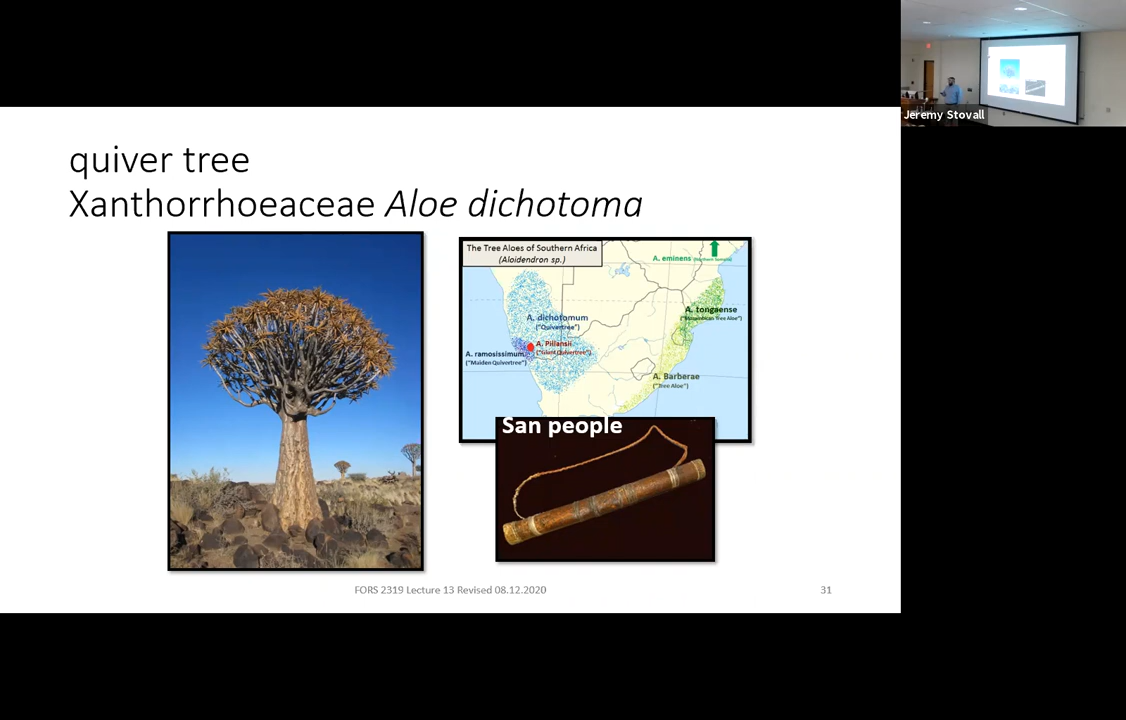 Jeremy Stovall
quiver tree
Xanthorrhoeaceae Aloe dichotoma
The Tree Aloes of Southern Africa
(Aloidendron sp.)
A. eminens
A. dichotomum
("Quivertree")
A. tongaense
("Mozambican Tree Aloe")
A. Pillansii
("Giant Quivertree")
A. ramosissimum
("Maiden Quivertree")
A. Barberae
("Tree Aloe")
San people
FORS 2319 Lecture 13 Revised 08.12.2020
31